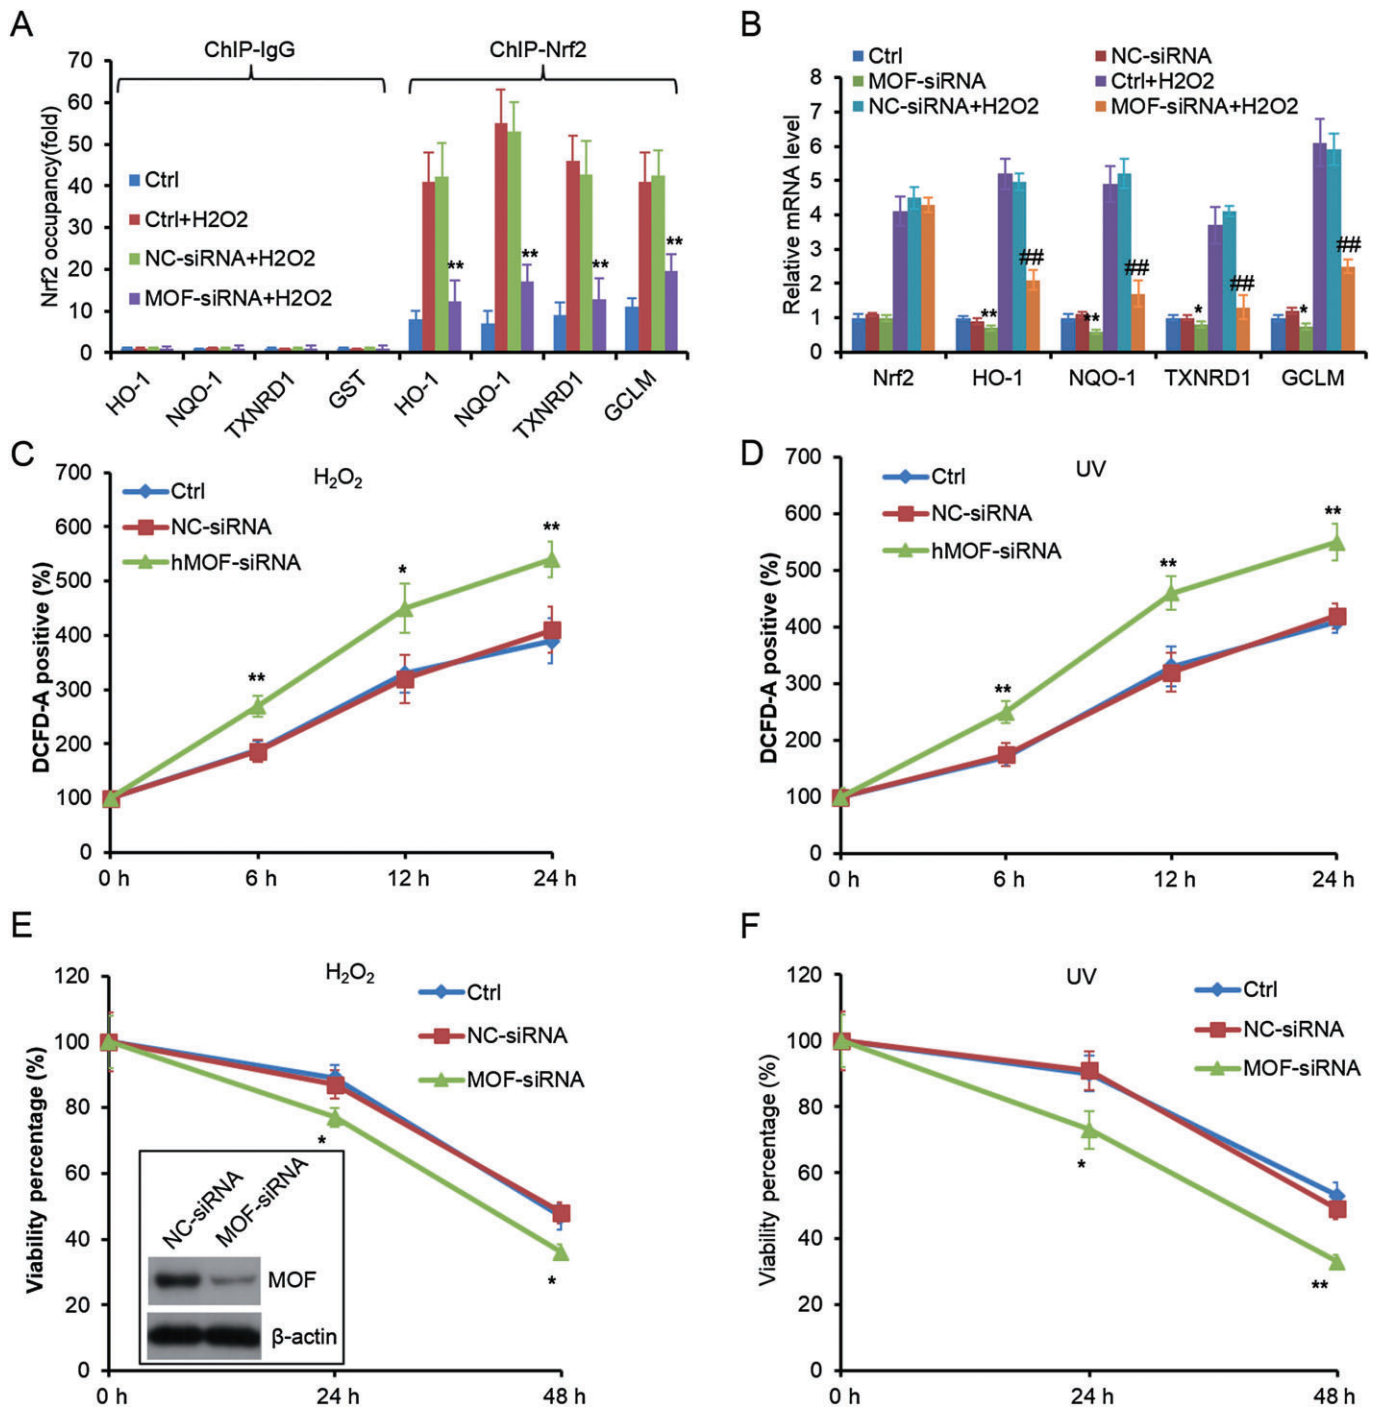 A
ChIP-IgG
ChIP-Nrf2
Nrf2 occupancy(fold)
70
60
50
40
30
20
10
0
Ctrl
Ctrl+H2O2
NC-siRNA+H2O2
MOF-siRNA+H2O2
** ** ** **
HO-1 NQO-1 TXNRD1 GST HO-1 NQO-1 TXNRD1 GCLM
B
Ctrl NC-siRNA
MOF-siRNA Ctrl+H2O2
NC-siRNA+H2O2 MOF-siRNA+H2O2
Relative mRNA level
8
7
6
5
4
3
2
1
0
** ## ** ## * ## * ##
Nrf2 HO-1 NQO-1 TXNRD1 GCLM
C
H₂O₂
DCFD-A positive (%)
700
600
500
400
300
200
100
0
Ctrl
NC-siRNA
hMOF-siRNA
** * **
0 h 6 h 12 h 24 h
D
UV
DCFD-A positive (%)
700
600
500
400
300
200
100
0
Ctrl
NC-siRNA
hMOF-siRNA
** ** **
0 h 6 h 12 h 24 h
E
H₂O₂
Viability percentage (%)
120
100
80
60
40
20
0
Ctrl
NC-siRNA
MOF-siRNA
* *
NC-siRNA MOF-siRNA
MOF
β-actin
0 h 24 h 48 h
F
UV
Viability percentage (%)
120
100
80
60
40
20
0
Ctrl
NC-siRNA
MOF-siRNA
* **
0 h 24 h 48 h